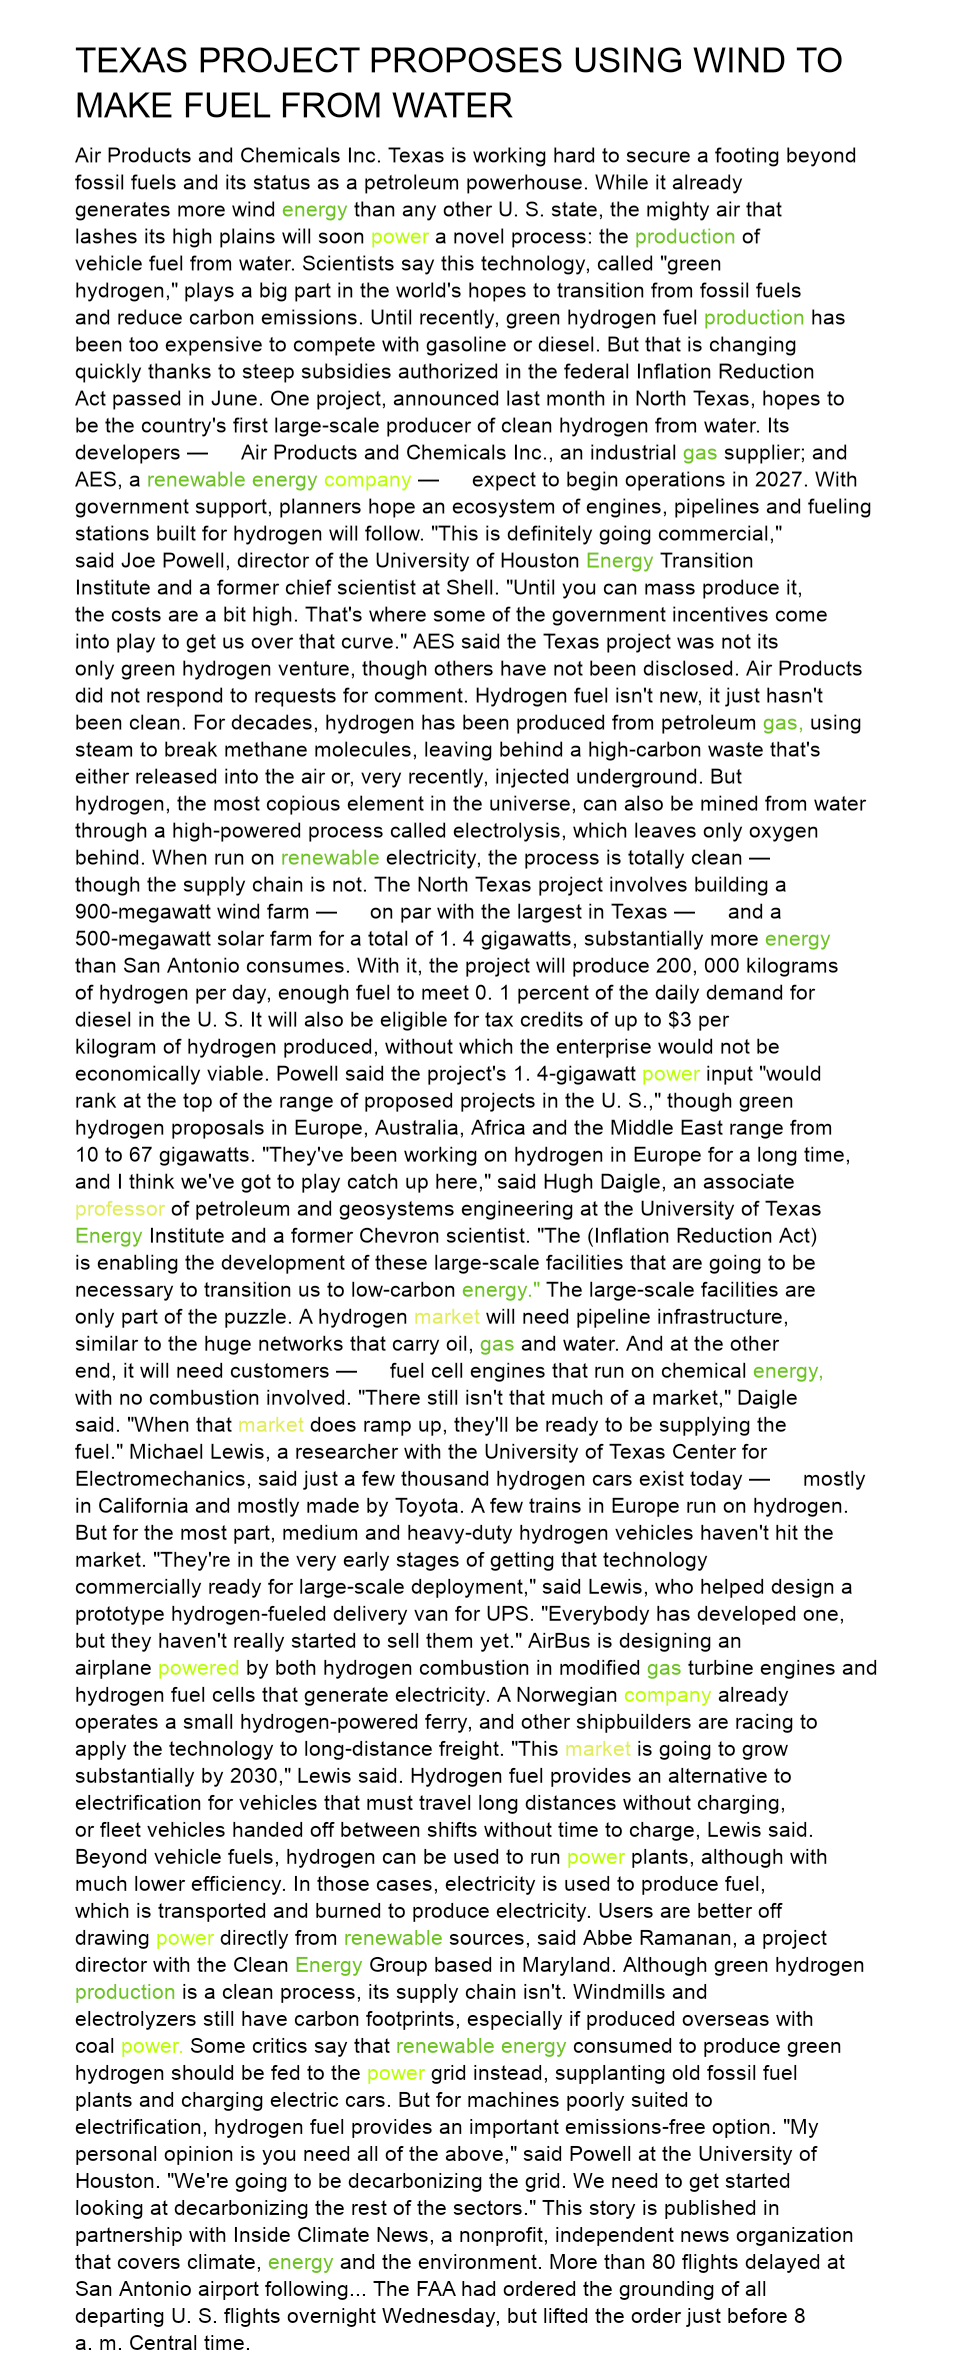 TEXAS PROJECT PROPOSES USING WIND TO
MAKE FUEL FROM WATER
Air Products and Chemicals Inc. Texas is working hard to secure a footing beyond
fossil fuels and its status as a petroleum powerhouse. While it already
generates more wind energy than any other U. S. state, the mighty air that
lashes its high plains will soon power a novel process: the production of
vehicle fuel from water. Scientists say this technology, called "green
hydrogen," plays a big part in the world's hopes to transition from fossil fuels
and reduce carbon emissions. Until recently, green hydrogen fuel production has
been too expensive to compete with gasoline or diesel. But that is changing
quickly thanks to steep subsidies authorized in the federal Inflation Reduction
Act passed in June. One project, announced last month in North Texas, hopes to
be the country's first large-scale producer of clean hydrogen from water. Its
developers — Air Products and Chemicals Inc., an industrial gas supplier; and
AES, a renewable energy company — expect to begin operations in 2027. With
government support, planners hope an ecosystem of engines, pipelines and fueling
stations built for hydrogen will follow. "This is definitely going commercial,"
said Joe Powell, director of the University of Houston Energy Transition
Institute and a former chief scientist at Shell. "Until you can mass produce it,
the costs are a bit high. That's where some of the government incentives come
into play to get us over that curve." AES said the Texas project was not its
only green hydrogen venture, though others have not been disclosed. Air Products
did not respond to requests for comment. Hydrogen fuel isn't new, it just hasn't
been clean. For decades, hydrogen has been produced from petroleum gas, using
steam to break methane molecules, leaving behind a high-carbon waste that's
either released into the air or, very recently, injected underground. But
hydrogen, the most copious element in the universe, can also be mined from water
through a high-powered process called electrolysis, which leaves only oxygen
behind. When run on renewable electricity, the process is totally clean —
though the supply chain is not. The North Texas project involves building a
900-megawatt wind farm — on par with the largest in Texas — and a
500-megawatt solar farm for a total of 1. 4 gigawatts, substantially more energy
than San Antonio consumes. With it, the project will produce 200, 000 kilograms
of hydrogen per day, enough fuel to meet 0. 1 percent of the daily demand for
diesel in the U. S. It will also be eligible for tax credits of up to $3 per
kilogram of hydrogen produced, without which the enterprise would not be
economically viable. Powell said the project's 1. 4-gigawatt power input "would
rank at the top of the range of proposed projects in the U. S.," though green
hydrogen proposals in Europe, Australia, Africa and the Middle East range from
10 to 67 gigawatts. "They've been working on hydrogen in Europe for a long time,
and I think we've got to play catch up here," said Hugh Daigle, an associate
professor of petroleum and geosystems engineering at the University of Texas
Energy Institute and a former Chevron scientist. "The (Inflation Reduction Act)
is enabling the development of these large-scale facilities that are going to be
necessary to transition us to low-carbon energy." The large-scale facilities are
only part of the puzzle. A hydrogen market will need pipeline infrastructure,
similar to the huge networks that carry oil, gas and water. And at the other
end, it will need customers — fuel cell engines that run on chemical energy,
with no combustion involved. "There still isn't that much of a market," Daigle
said. "When that market does ramp up, they'll be ready to be supplying the
fuel." Michael Lewis, a researcher with the University of Texas Center for
Electromechanics, said just a few thousand hydrogen cars exist today — mostly
in California and mostly made by Toyota. A few trains in Europe run on hydrogen.
But for the most part, medium and heavy-duty hydrogen vehicles haven't hit the
market. "They're in the very early stages of getting that technology
commercially ready for large-scale deployment," said Lewis, who helped design a
prototype hydrogen-fueled delivery van for UPS. "Everybody has developed one,
but they haven't really started to sell them yet." AirBus is designing an
airplane powered by both hydrogen combustion in modified gas turbine engines and
hydrogen fuel cells that generate electricity. A Norwegian company already
operates a small hydrogen-powered ferry, and other shipbuilders are racing to
apply the technology to long-distance freight. "This market is going to grow
substantially by 2030," Lewis said. Hydrogen fuel provides an alternative to
electrification for vehicles that must travel long distances without charging,
or fleet vehicles handed off between shifts without time to charge, Lewis said.
Beyond vehicle fuels, hydrogen can be used to run power plants, although with
much lower efficiency. In those cases, electricity is used to produce fuel,
which is transported and burned to produce electricity. Users are better off
drawing power directly from renewable sources, said Abbe Ramanan, a project
director with the Clean Energy Group based in Maryland. Although green hydrogen
production is a clean process, its supply chain isn't. Windmills and
electrolyzers still have carbon footprints, especially if produced overseas with
coal power. Some critics say that renewable energy consumed to produce green
hydrogen should be fed to the power grid instead, supplanting old fossil fuel
plants and charging electric cars. But for machines poorly suited to
electrification, hydrogen fuel provides an important emissions-free option. "My
personal opinion is you need all of the above," said Powell at the University of
Houston. "We're going to be decarbonizing the grid. We need to get started
looking at decarbonizing the rest of the sectors." This story is published in
partnership with Inside Climate News, a nonprofit, independent news organization
that covers climate, energy and the environment. More than 80 flights delayed at
San Antonio airport following... The FAA had ordered the grounding of all
departing U. S. flights overnight Wednesday, but lifted the order just before 8
a. m. Central time.